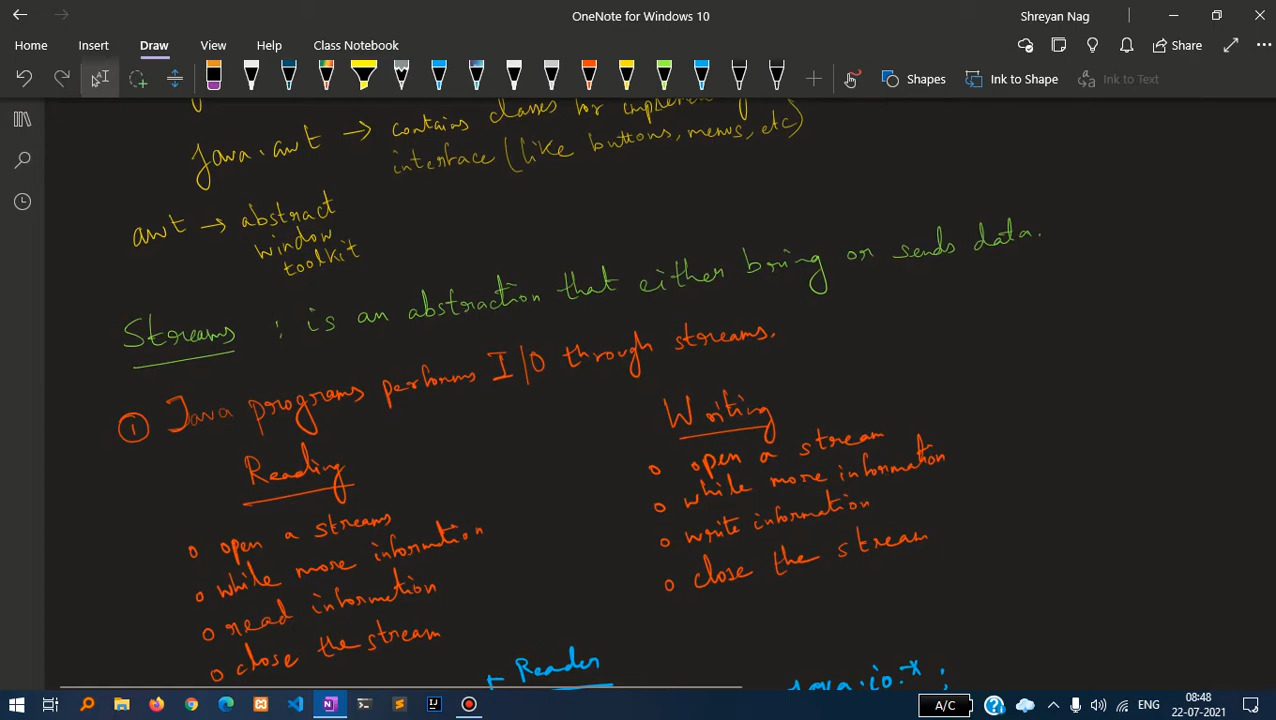 OneNote for Windows 10
Shreyan Nag
Home Insert Draw View Help Class Notebook
Share
Shapes Ink to Shape Ink to Text
contains classes for
java.awt → interface (like buttons, menus, etc)
awt → abstract
window
toolkit
Streams : is an abstraction that either bring or sends data.
① Java programs performs I/O through streams.
Reading
o open a streams
o while more information
o read information
o close the stream
Writing
o open a stream
o while more information
o write information
o close the stream
← Reader
java.io.* ;
A/C
ENG
08:48
22-07-2021